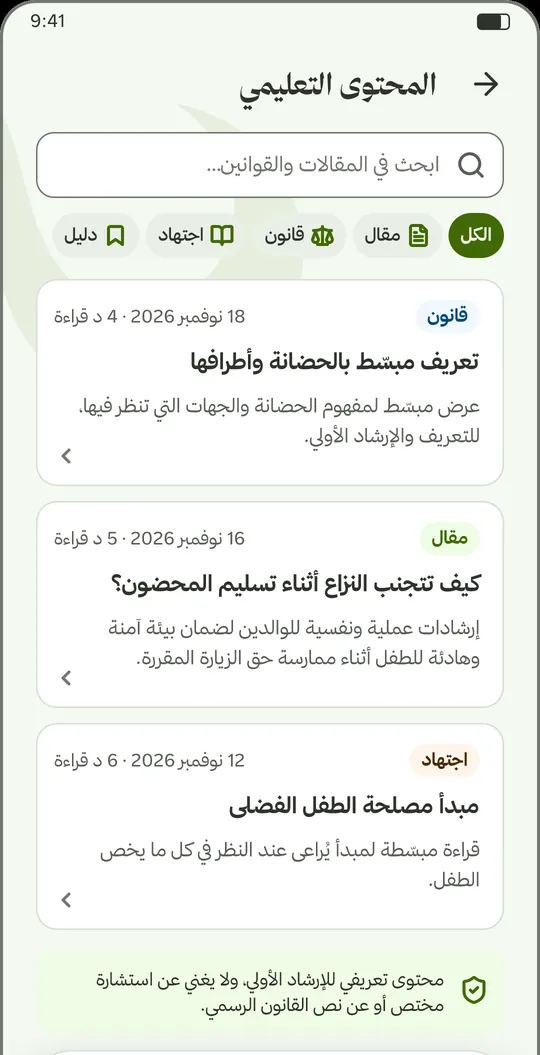 9:41
المحتوى التعليمي
ابحث في المقالات والقوانين...
الكل
مقال
قانون
اجتهاد
دليل
قانون
18 نوفمبر 2026 · 4 د قراءة
تعريف مبسّط بالحضانة وأطرافها
عرض مبسّط لمفهوم الحضانة والجهات التي تنظر فيها،
للتعريف والإرشاد الأولي.
مقال
16 نوفمبر 2026 · 5 د قراءة
كيف تتجنب النزاع أثناء تسليم المحضون؟
إرشادات عملية ونفسية للوالدين لضمان بيئة آمنة
وهادئة للطفل أثناء ممارسة حق الزيارة المقررة.
اجتهاد
12 نوفمبر 2026 · 6 د قراءة
مبدأ مصلحة الطفل الفضلى
قراءة مبسّطة لمبدأ يُراعى عند النظر في كل ما يخص
الطفل.
محتوى تعريفي للإرشاد الأولي، ولا يغني عن استشارة
مختص أو عن نص القانون الرسمي.